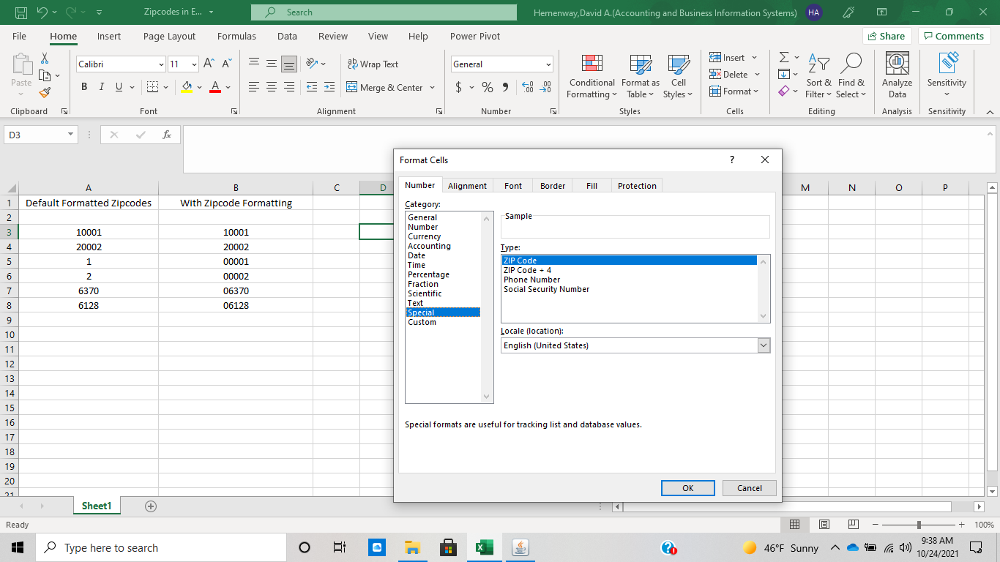 Zipcodes in E...
Search
Hemenway,David A.(Accounting and Business Information Systems)
HA
File Home Insert Page Layout Formulas Data Review View Help Power Pivot
Share Comments
Paste
Calibri 11
B I U A
Wrap Text
Merge & Center
General
$ % 9
Conditional Formatting
Format as Table
Cell Styles
Insert
Delete
Format
Sort & Filter
Find & Select
Analyze Data
Sensitivity
Clipboard Font Alignment Number Styles Cells Editing Analysis Sensitivity
D3 fx
A B C D M N O P
1 Default Formatted Zipcodes With Zipcode Formatting
2
3 10001 10001
4 20002 20002
5 1 00001
6 2 00002
7 6370 06370
8 6128 06128
9
10
11
12
13
14
15
16
17
18
19
20
21
Format Cells
?
Number Alignment Font Border Fill Protection
Category:
General
Number
Currency
Accounting
Date
Time
Percentage
Fraction
Scientific
Text
Special
Custom
Sample
Type:
ZIP Code
ZIP Code + 4
Phone Number
Social Security Number
Locale (location):
English (United States)
Special formats are useful for tracking list and database values.
OK Cancel
Sheet1
Ready
100%
Type here to search
46°F Sunny
9:38 AM
10/24/2021